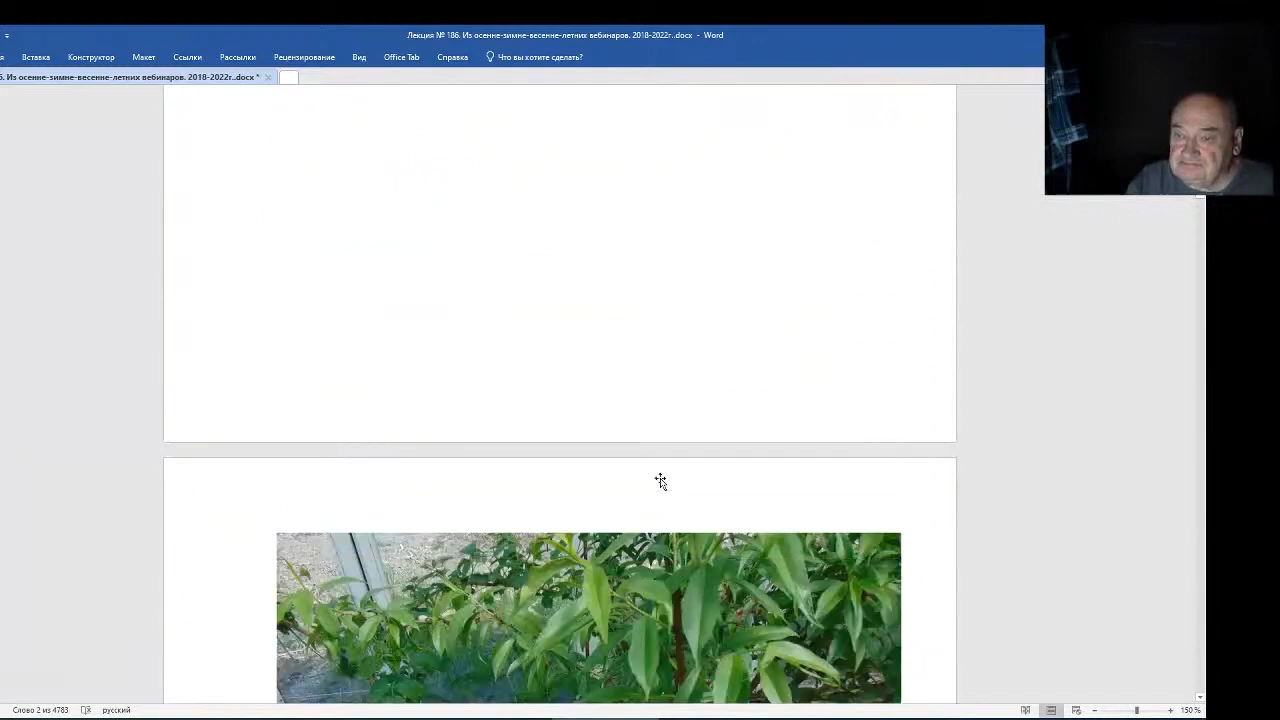 Лекция № 186. Из осенне-зимне-весенне-летних вебинаров. 2018-2022г..docx - Word
я Вставка Конструктор Макет Ссылки Рассылки Рецензирование Вид Office Tab Справка Что вы хотите сделать?
6. Из осенне-зимне-весенне-летних вебинаров. 2018-2022г..docx *
Слово 2 из 4783 русский 150 %